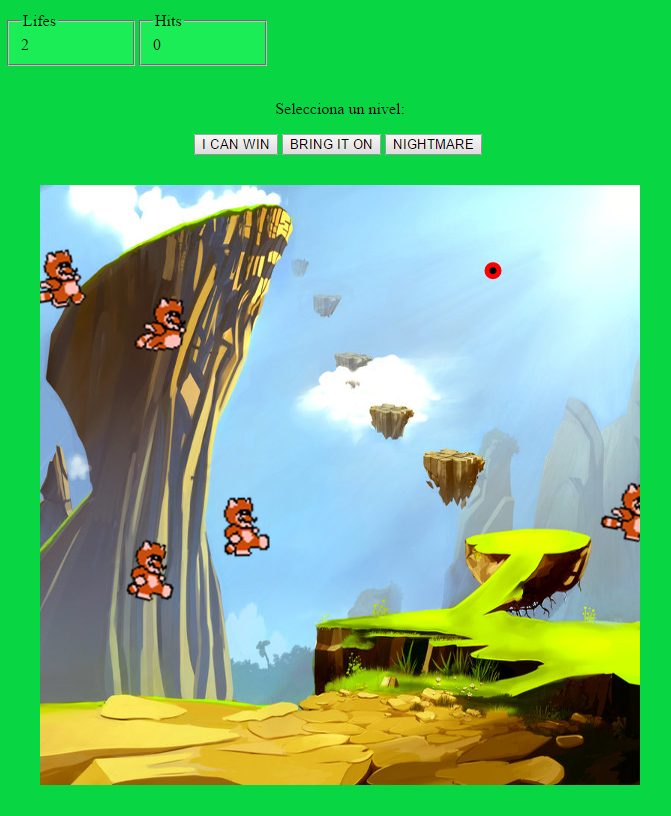 Lifes
2
Hits
0
Selecciona un nivel:
I CAN WIN
BRING IT ON
NIGHTMARE